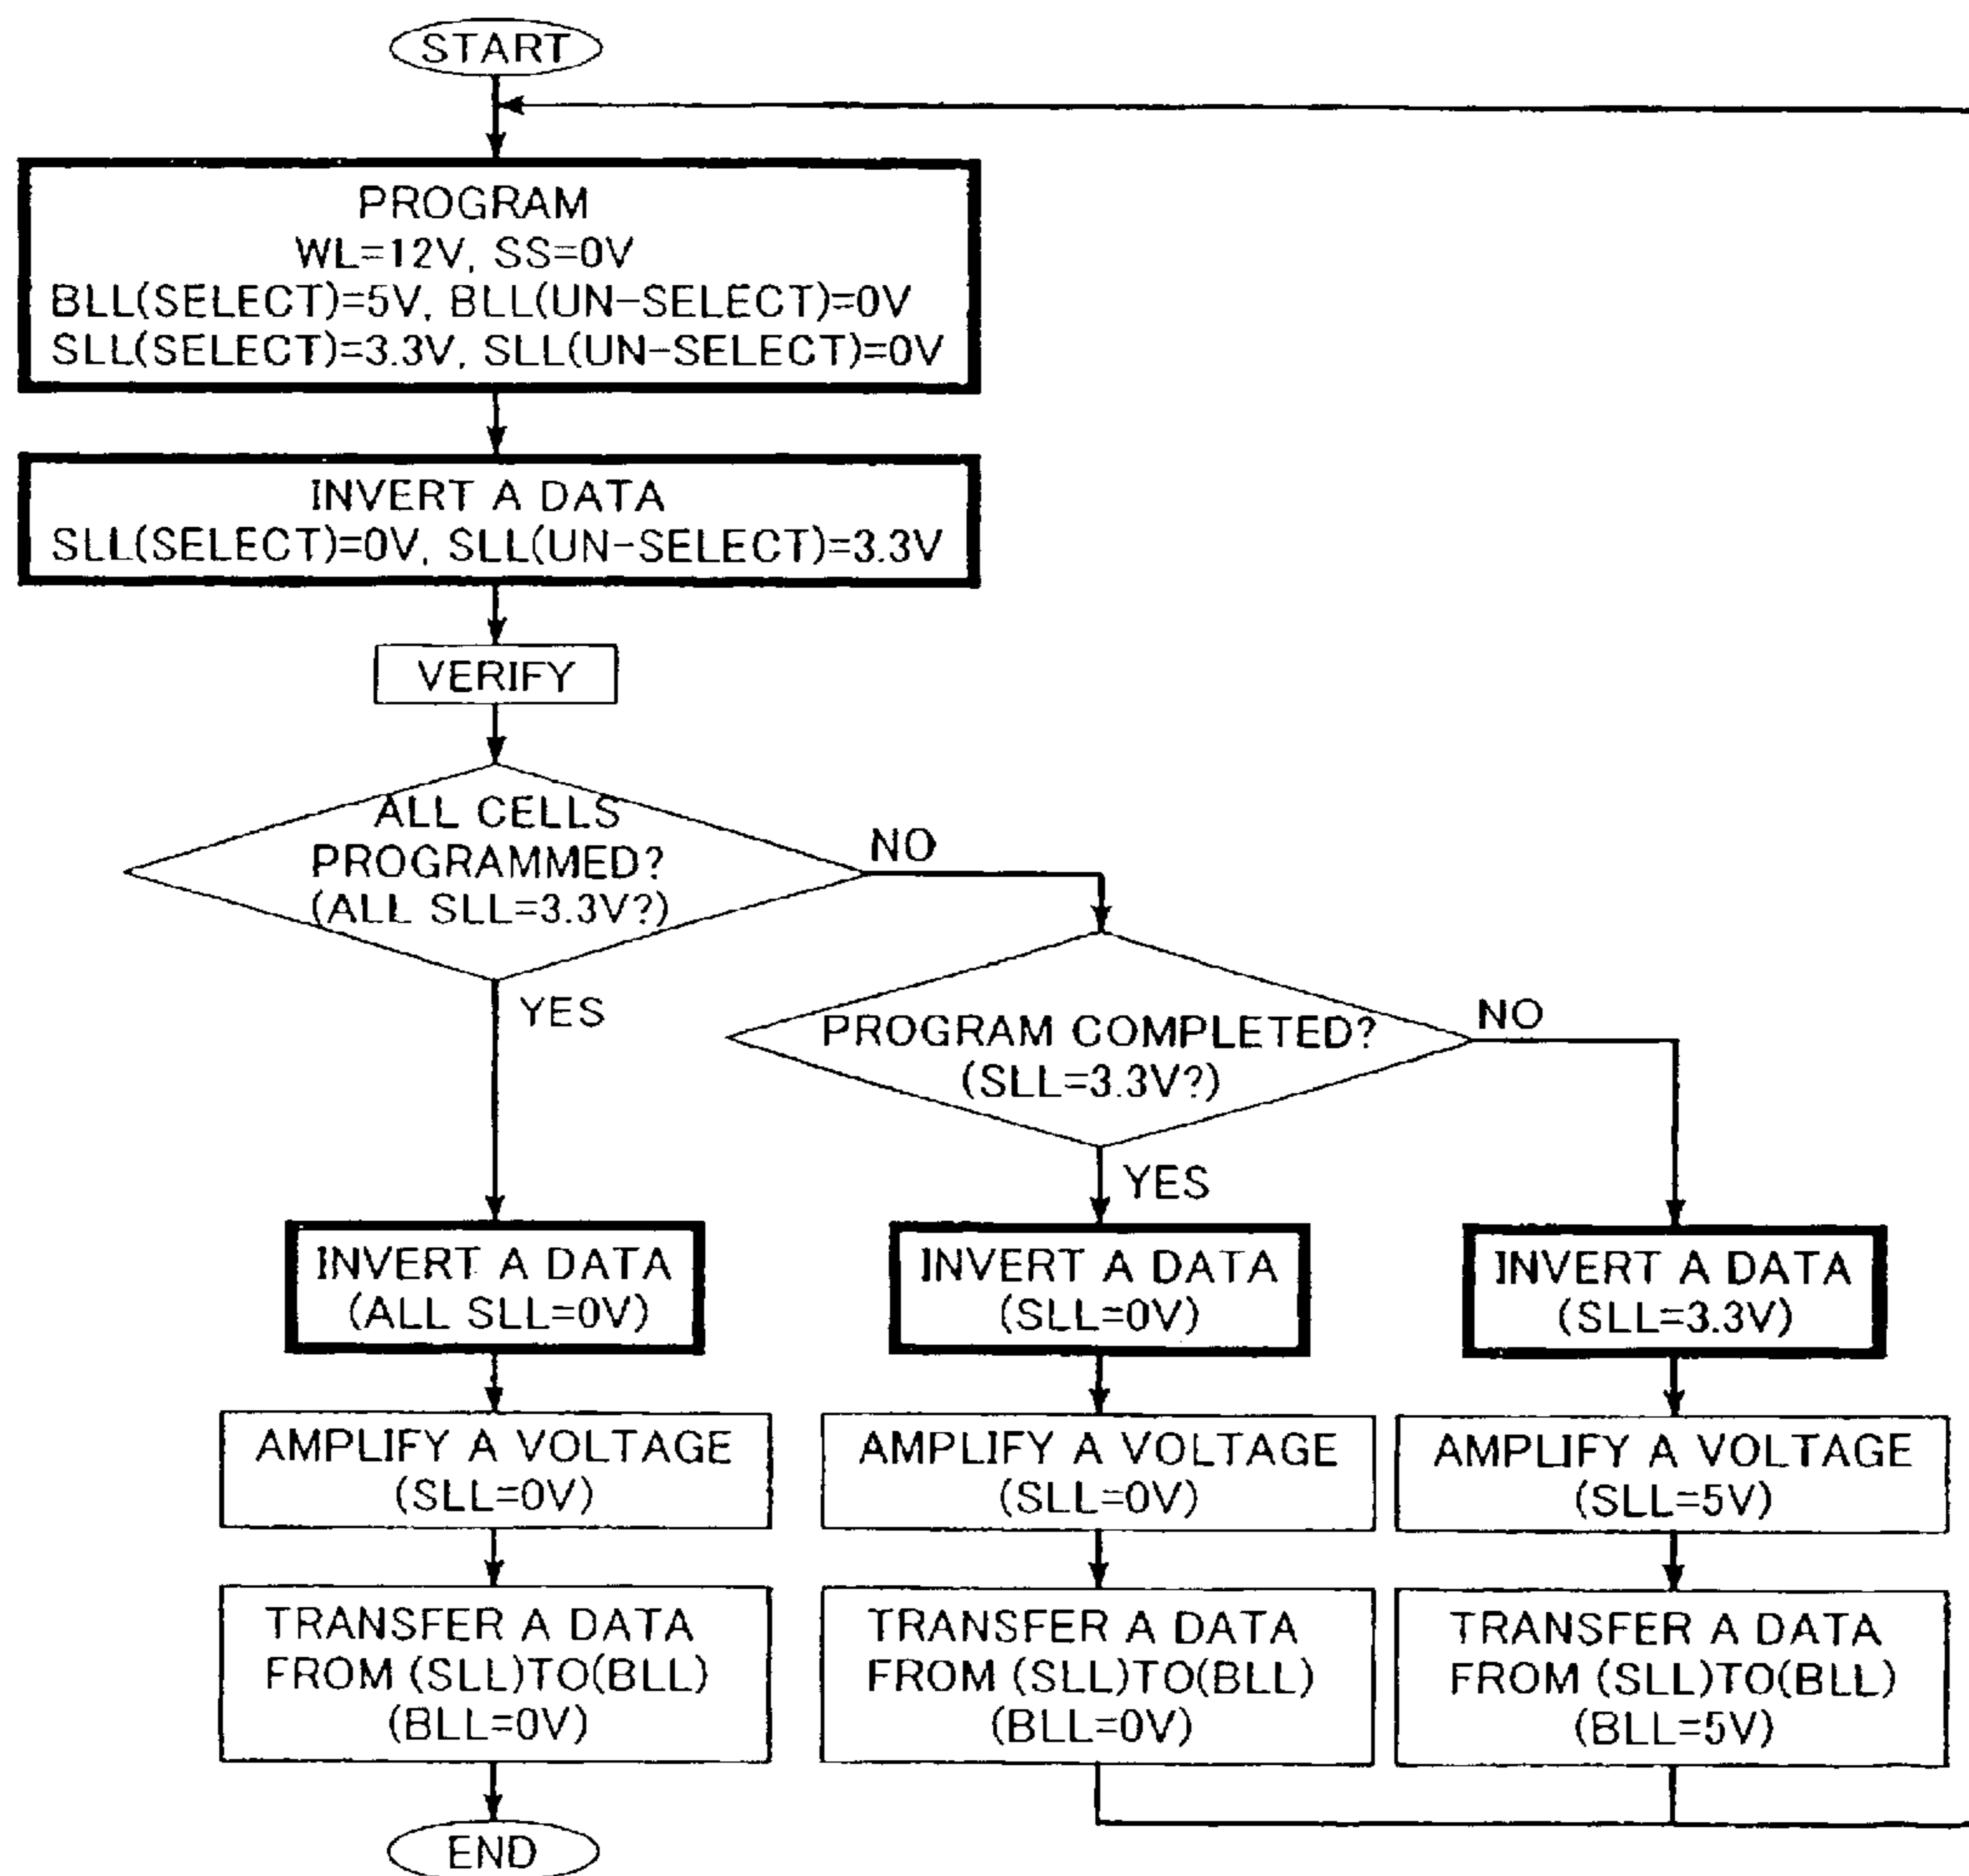 START
PROGRAM
WL=12V, SS=0V
BLL(SELECT)=5V, BLL(UN-SELECT)=0V
SLL(SELECT)=3.3V, SLL(UN-SELECT)=0V
INVERT A DATA
SLL(SELECT)=0V, SLL(UN-SELECT)=3.3V
VERIFY
ALL CELLS
PROGRAMMED?
(ALL SLL=3.3V?)
NO
YES
PROGRAM COMPLETED?
(SLL=3.3V?)
NO
YES
INVERT A DATA
(ALL SLL=0V)
AMPLIFY A VOLTAGE
(SLL=0V)
TRANSFER A DATA
FROM (SLL)TO(BLL)
(BLL=0V)
END
INVERT A DATA
(SLL=0V)
AMPLIFY A VOLTAGE
(SLL=0V)
TRANSFER A DATA
FROM (SLL)TO(BLL)
(BLL=0V)
INVERT A DATA
(SLL=3.3V)
AMPLIFY A VOLTAGE
(SLL=5V)
TRANSFER A DATA
FROM (SLL)TO(BLL)
(BLL=5V)